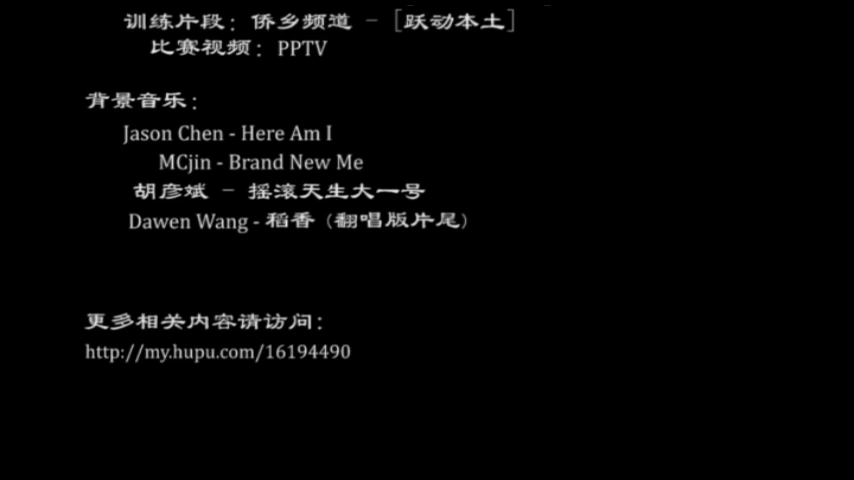 训练片段：侨乡频道 - [跃动本土]
比赛视频：PPTV
背景音乐：
Jason Chen - Here Am I
MCjin - Brand New Me
胡彦斌 - 摇滚天生大一号
Dawen Wang - 稻香（翻唱版片尾）
更多相关内容请访问：
http://my.hupu.com/16194490